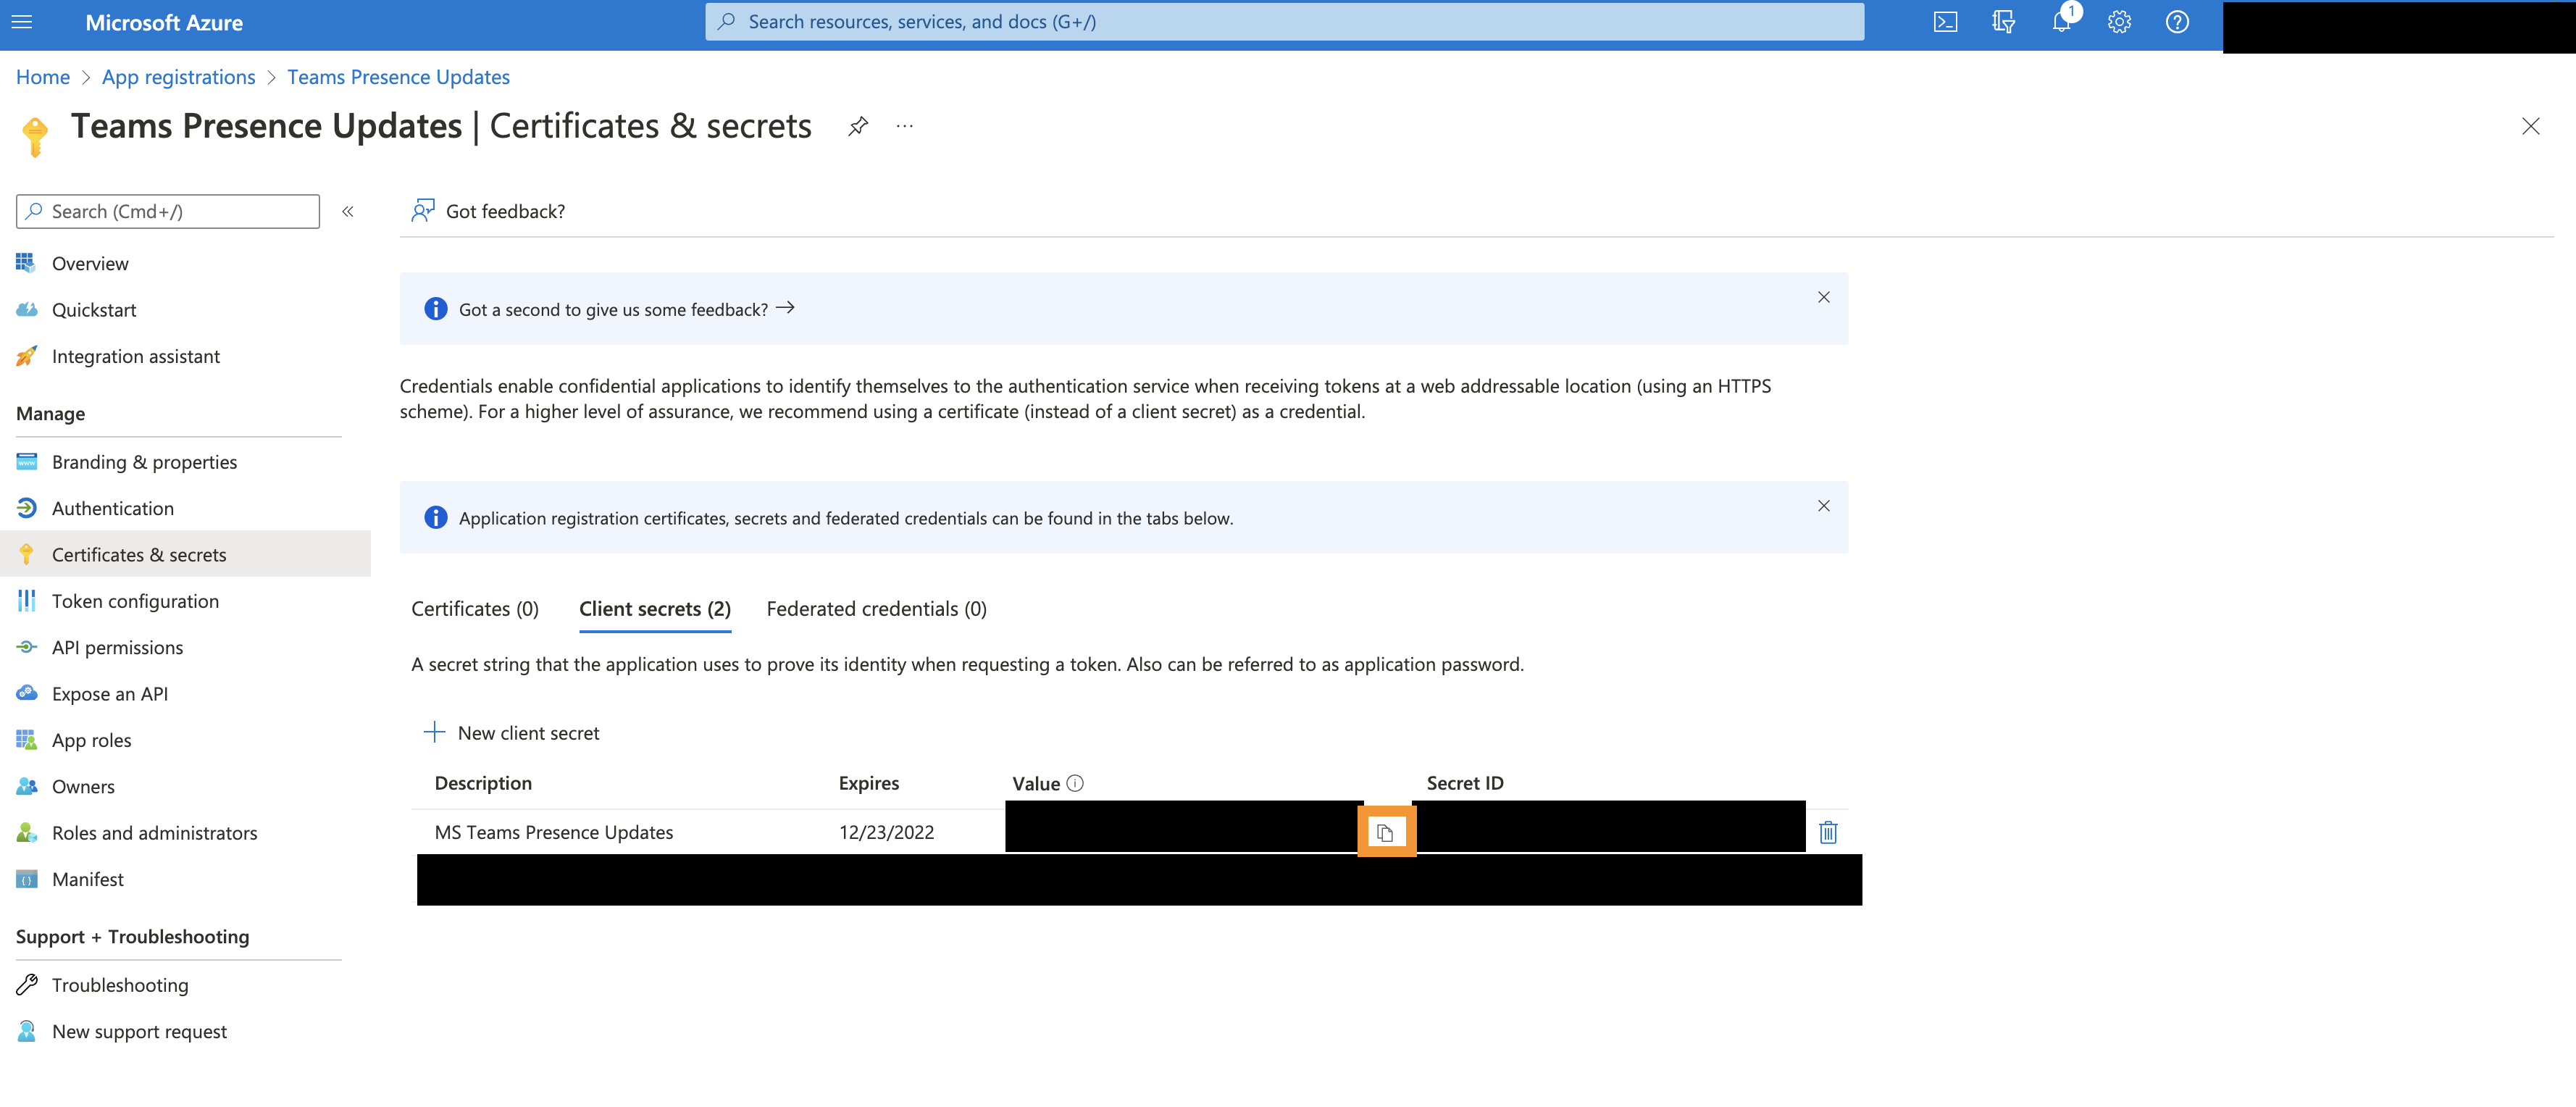 Microsoft Azure
Search resources, services, and docs (G+/)
1
Home > App registrations > Teams Presence Updates
Teams Presence Updates | Certificates & secrets
Search (Cmd+/)
Got feedback?
Overview
Quickstart
Integration assistant
Manage
Branding & properties
Authentication
Certificates & secrets
Token configuration
API permissions
Expose an API
App roles
Owners
Roles and administrators
Manifest
Support + Troubleshooting
Troubleshooting
New support request
Got a second to give us some feedback?
Credentials enable confidential applications to identify themselves to the authentication service when receiving tokens at a web addressable location (using an HTTPS
scheme). For a higher level of assurance, we recommend using a certificate (instead of a client secret) as a credential.
Application registration certificates, secrets and federated credentials can be found in the tabs below.
Certificates (0) Client secrets (2) Federated credentials (0)
A secret string that the application uses to prove its identity when requesting a token. Also can be referred to as application password.
New client secret
Description Expires Value Secret ID
MS Teams Presence Updates 12/23/2022